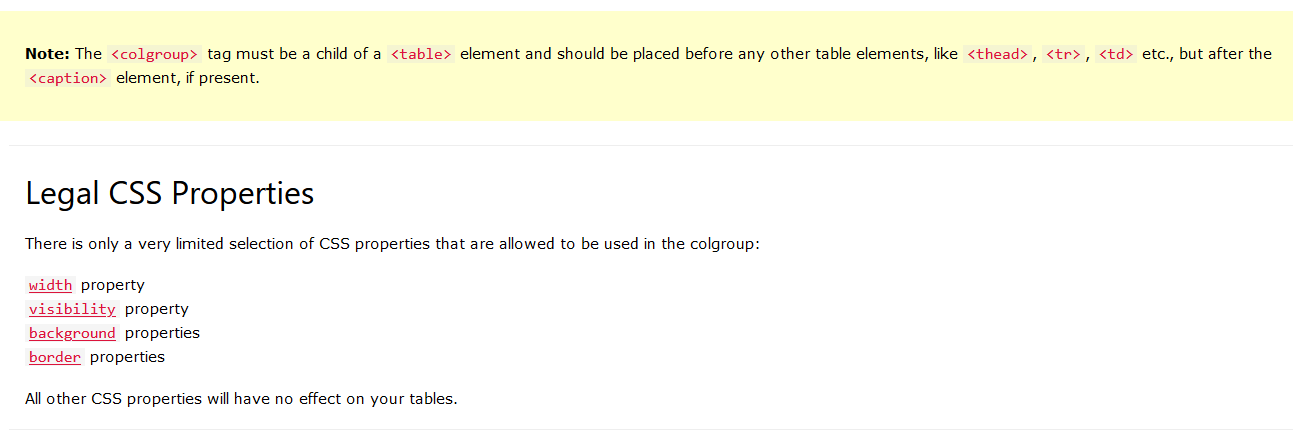 Note: The <colgroup> tag must be a child of a <table> element and should be placed before any other table elements, like <thead>, <tr>, <td> etc., but after the
<caption> element, if present.
Legal CSS Properties
There is only a very limited selection of CSS properties that are allowed to be used in the colgroup:
width property
visibility property
background properties
border properties
All other CSS properties will have no effect on your tables.